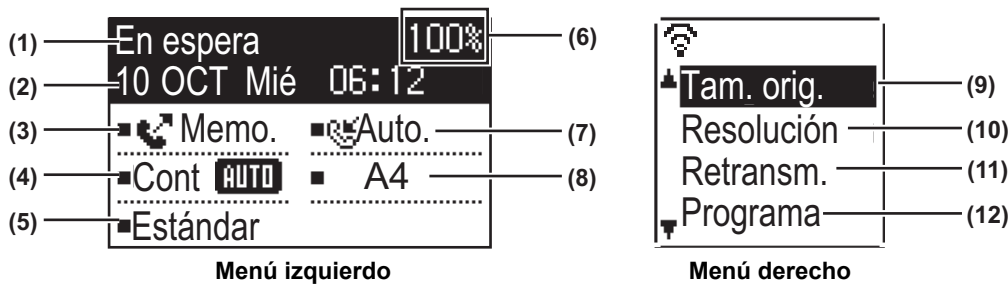 (1) En espera 100% (6)
(2) 10 OCT Mié 06:12
(3) Memo. Auto. (7)
(4) Cont AUTO A4 (8)
(5) Estándar
Menú izquierdo
Tam. orig. (9)
Resolución (10)
Retransm. (11)
Programa (12)
Menú derecho